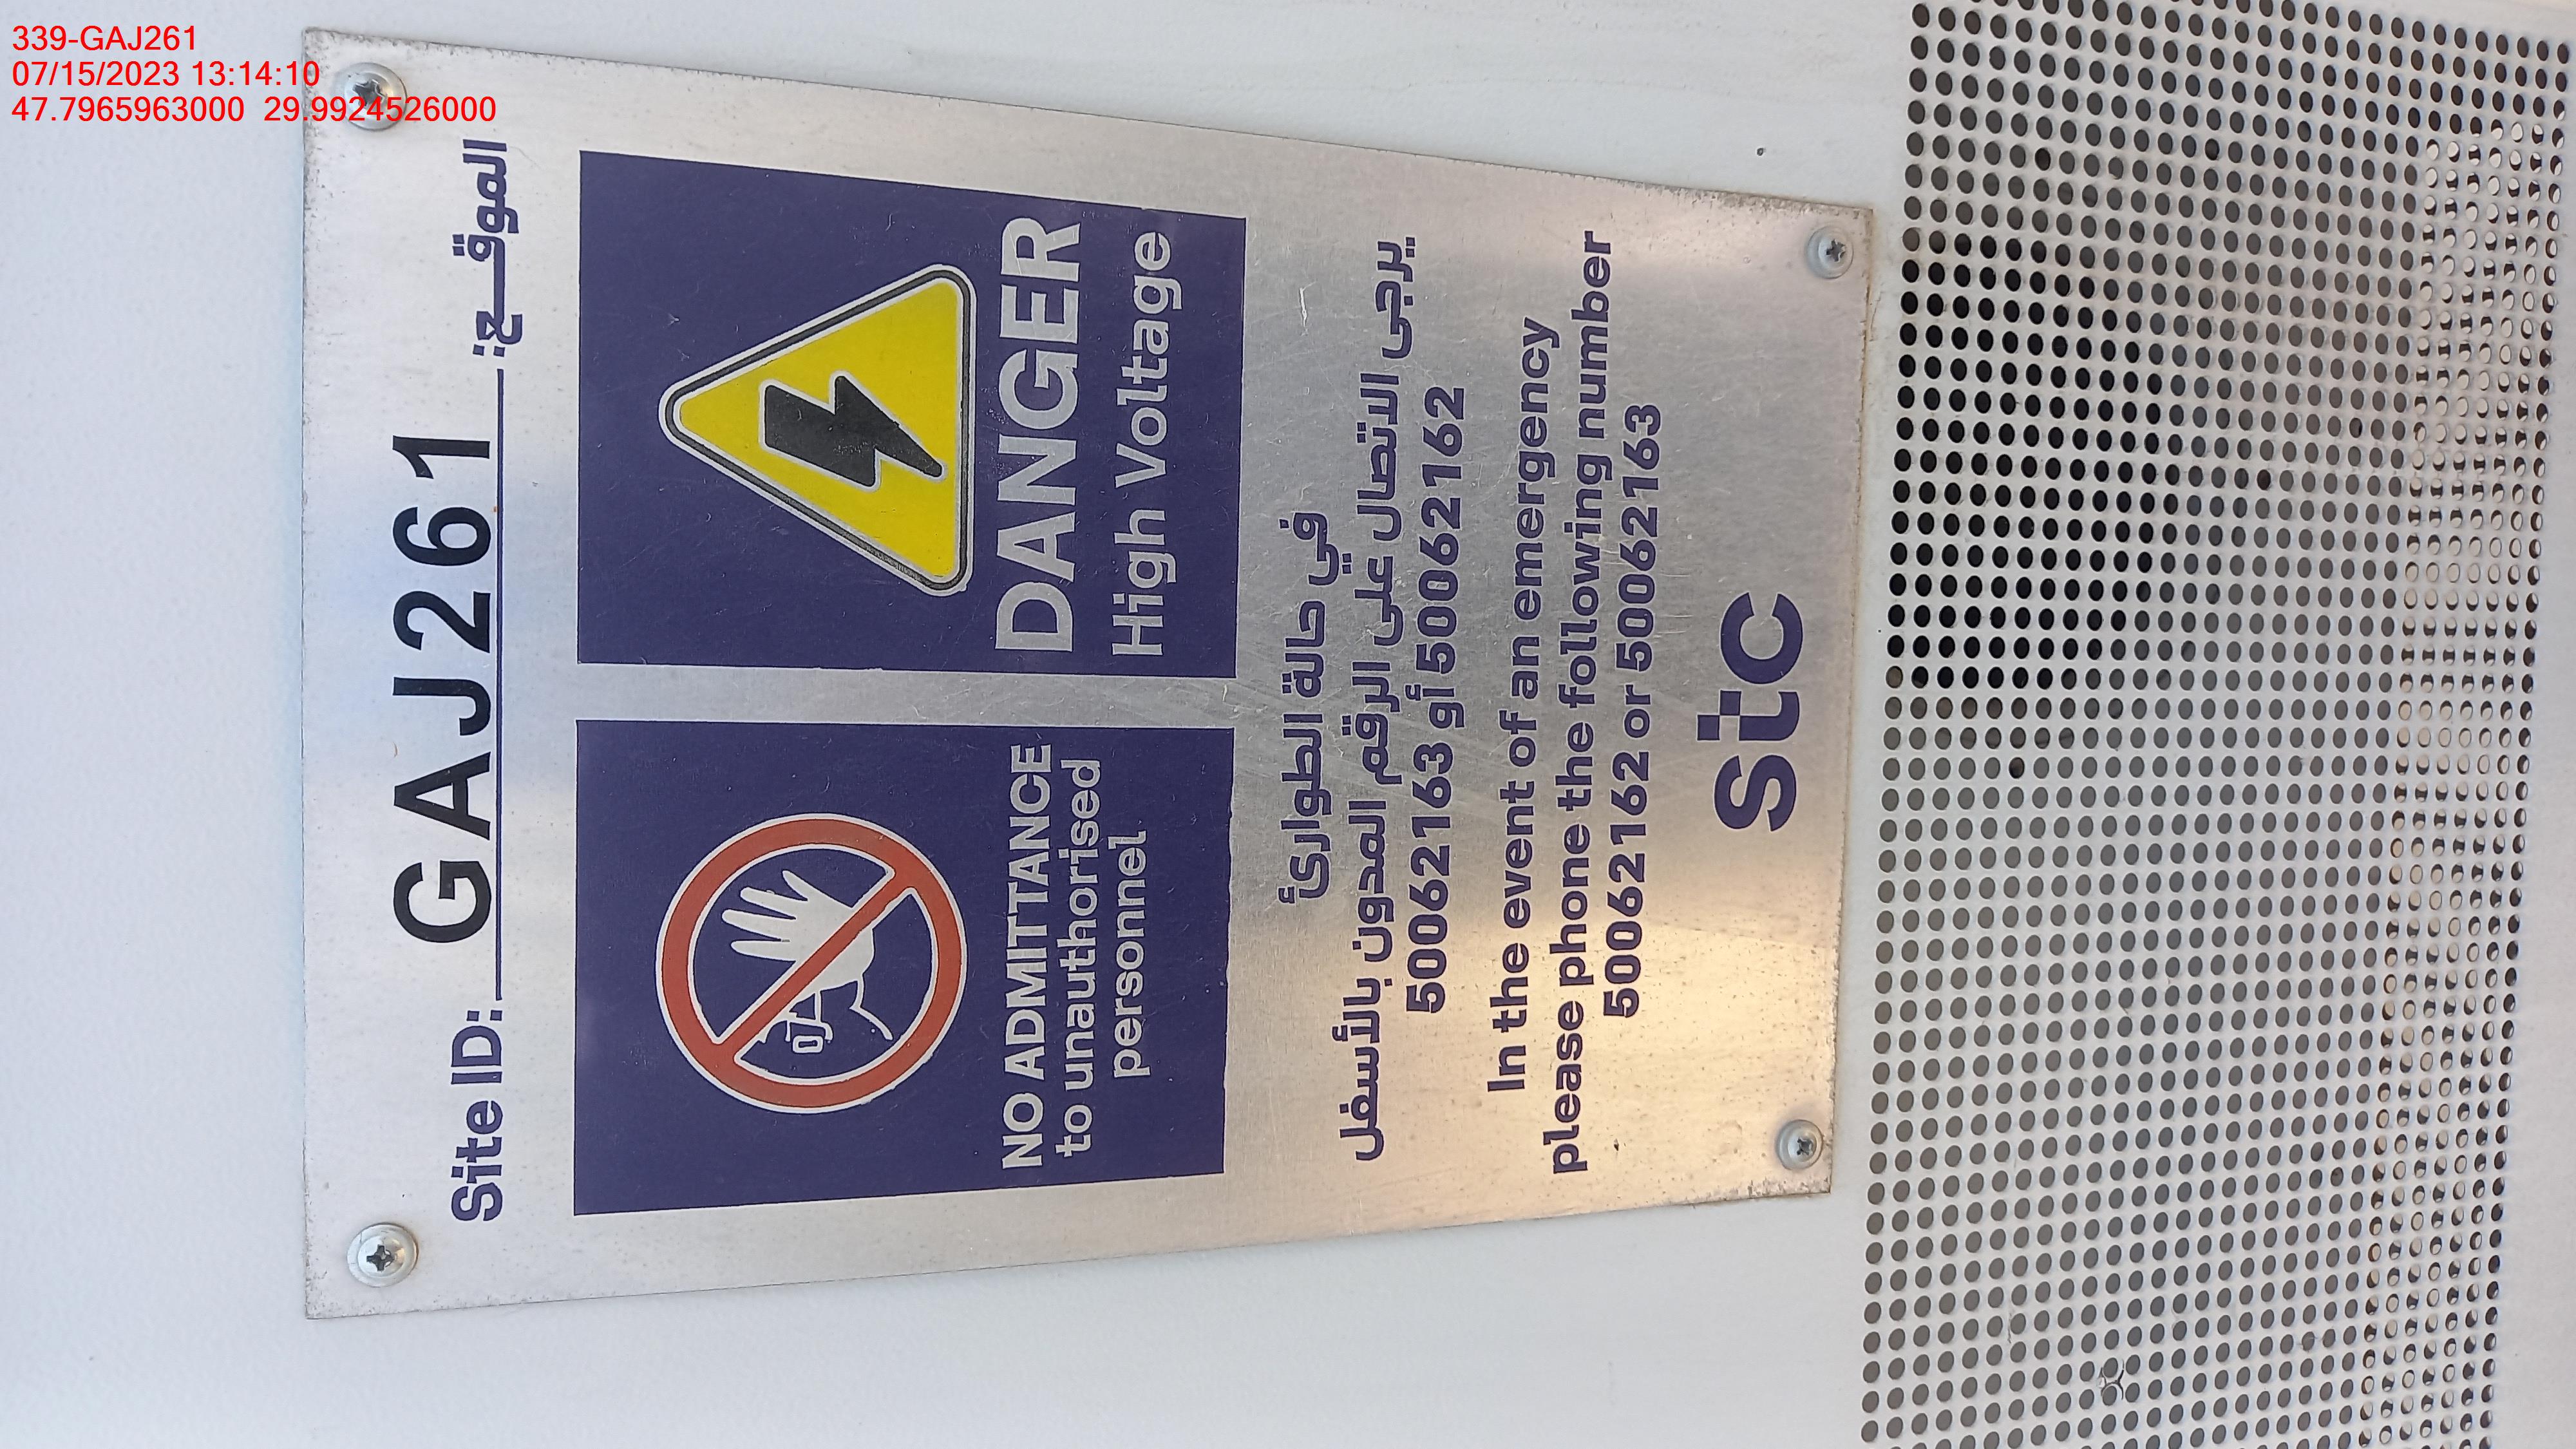 339-GAJ261
07/15/2023 13:14:10
47.7965963000 29.9924526000
Site ID: GAJ261 الموقـــع:
NO ADMITTANCE
to unauthorised
personnel
DANGER
High Voltage
في حالة الطوارئ
يرجى الاتصال على الرقم المدون بالأسفل
50062162 أو 50062163
In the event of an emergency
please phone the following number
50062162 or 50062163
stc